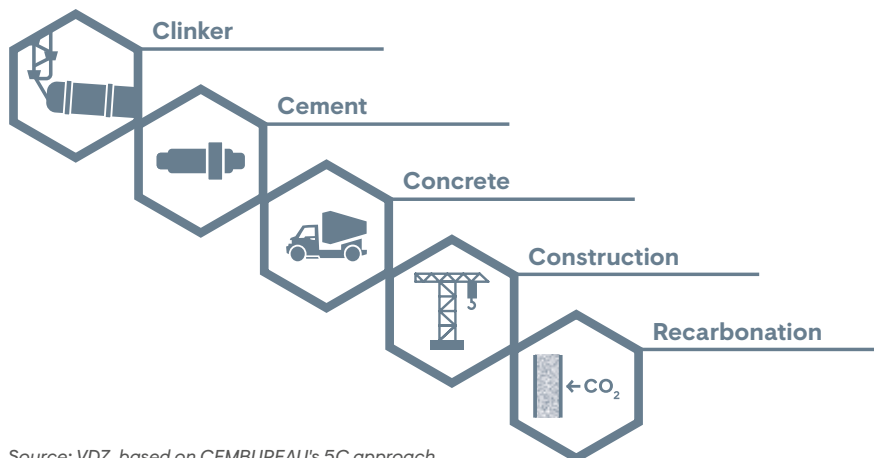 Clinker
Cement
Concrete
Construction
Recarbonation
←CO₂
Source: VDZ, based on CEMBUREAU's 5C approach